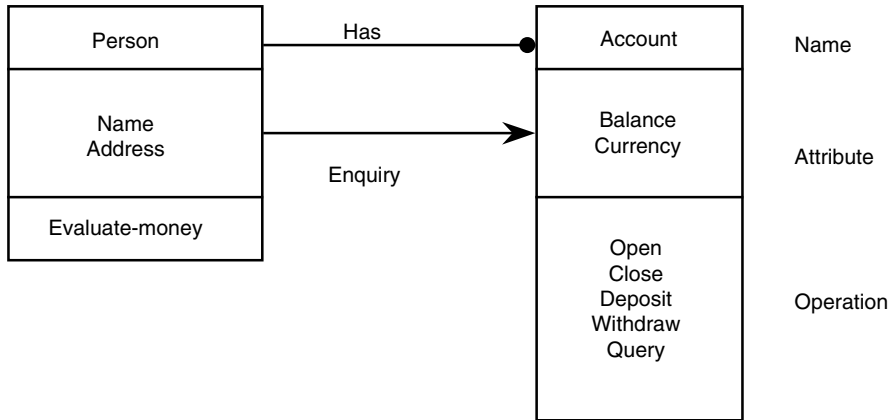 Person
Has
Account
Name
Name
Address
Balance
Currency
Attribute
Enquiry
Evaluate-money
Open
Close
Deposit
Withdraw
Query
Operation